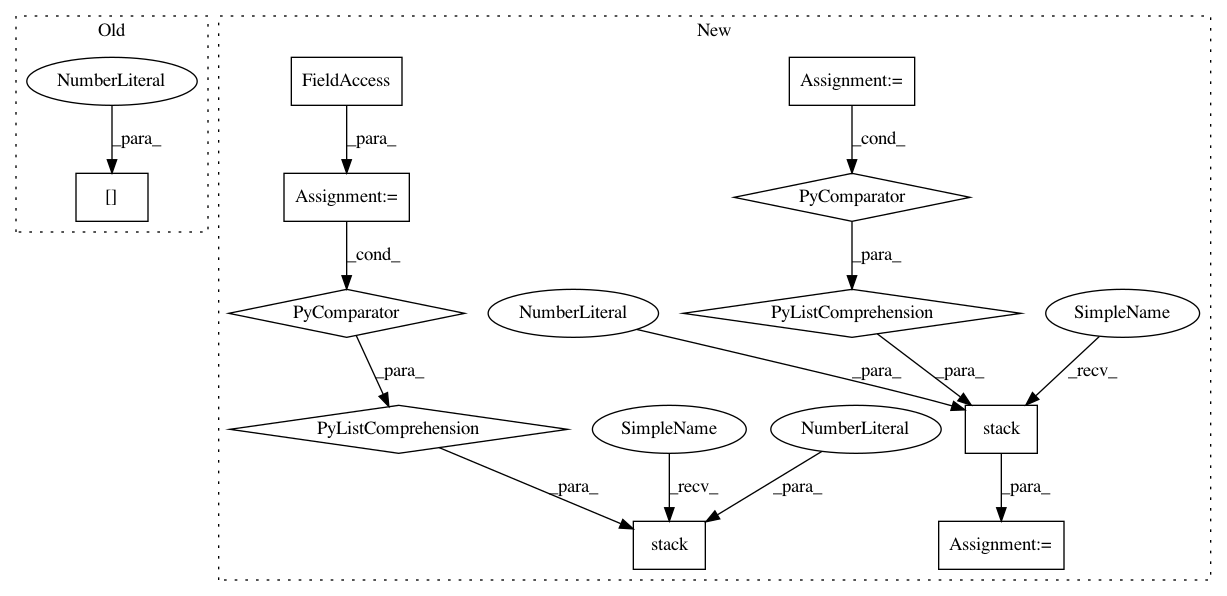 Old
New
NumberLiteral
FieldAccess
Assignment:=
_para_
_para_
_cond_
[]
Assignment:=
PyComparator
_cond_
_para_
PyComparator
NumberLiteral
PyListComprehension
SimpleName
_para_
_para_
_para_
_recv_
PyListComprehension
SimpleName
NumberLiteral
stack
_para_
_recv_
_para_
_para_
stack
Assignment:=